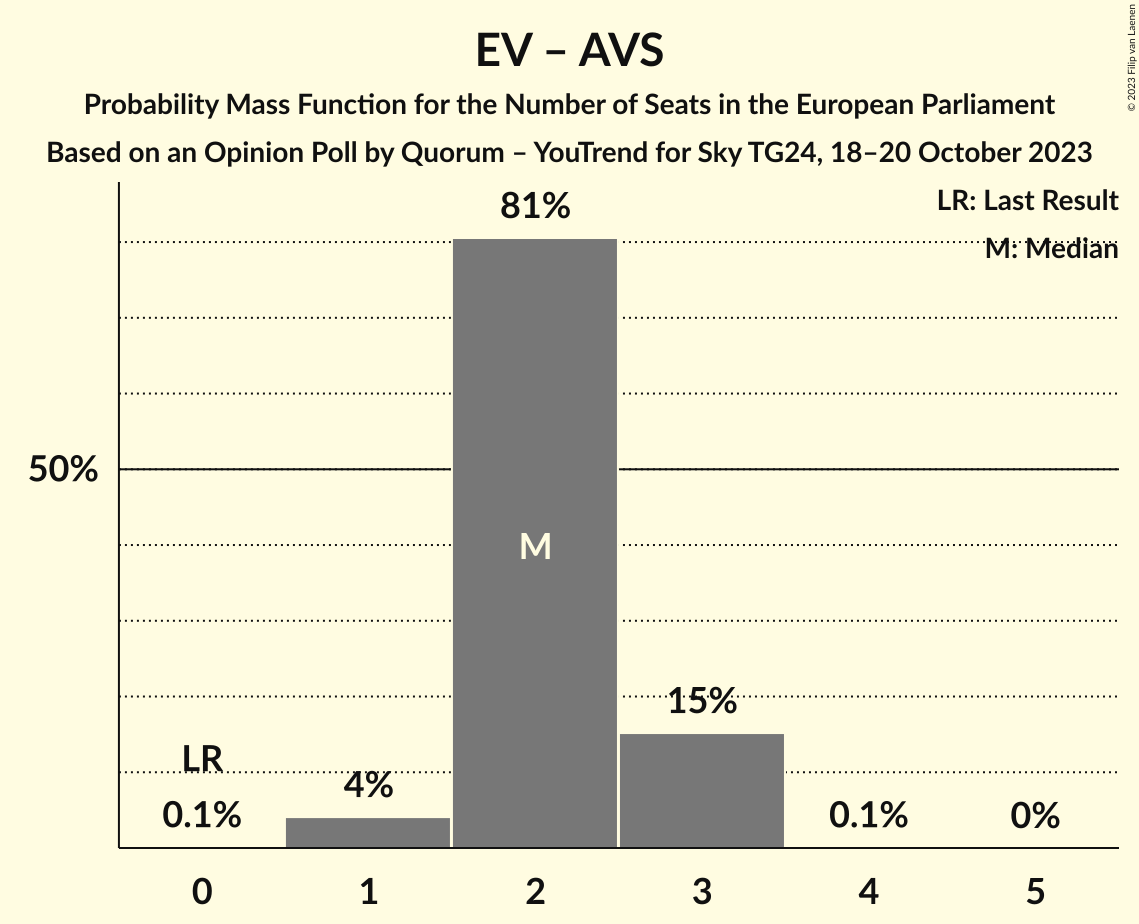 EV – AVS
Probability Mass Function for the Number of Seats in the European Parliament
Based on an Opinion Poll by Quorum – YouTrend for Sky TG24, 18–20 October 2023
© 2023 Filip van Laenen
LR: Last Result
M: Median
81%
50%
M
15%
LR
4%
0.1%
0.1%
0%
0 1 2 3 4 5